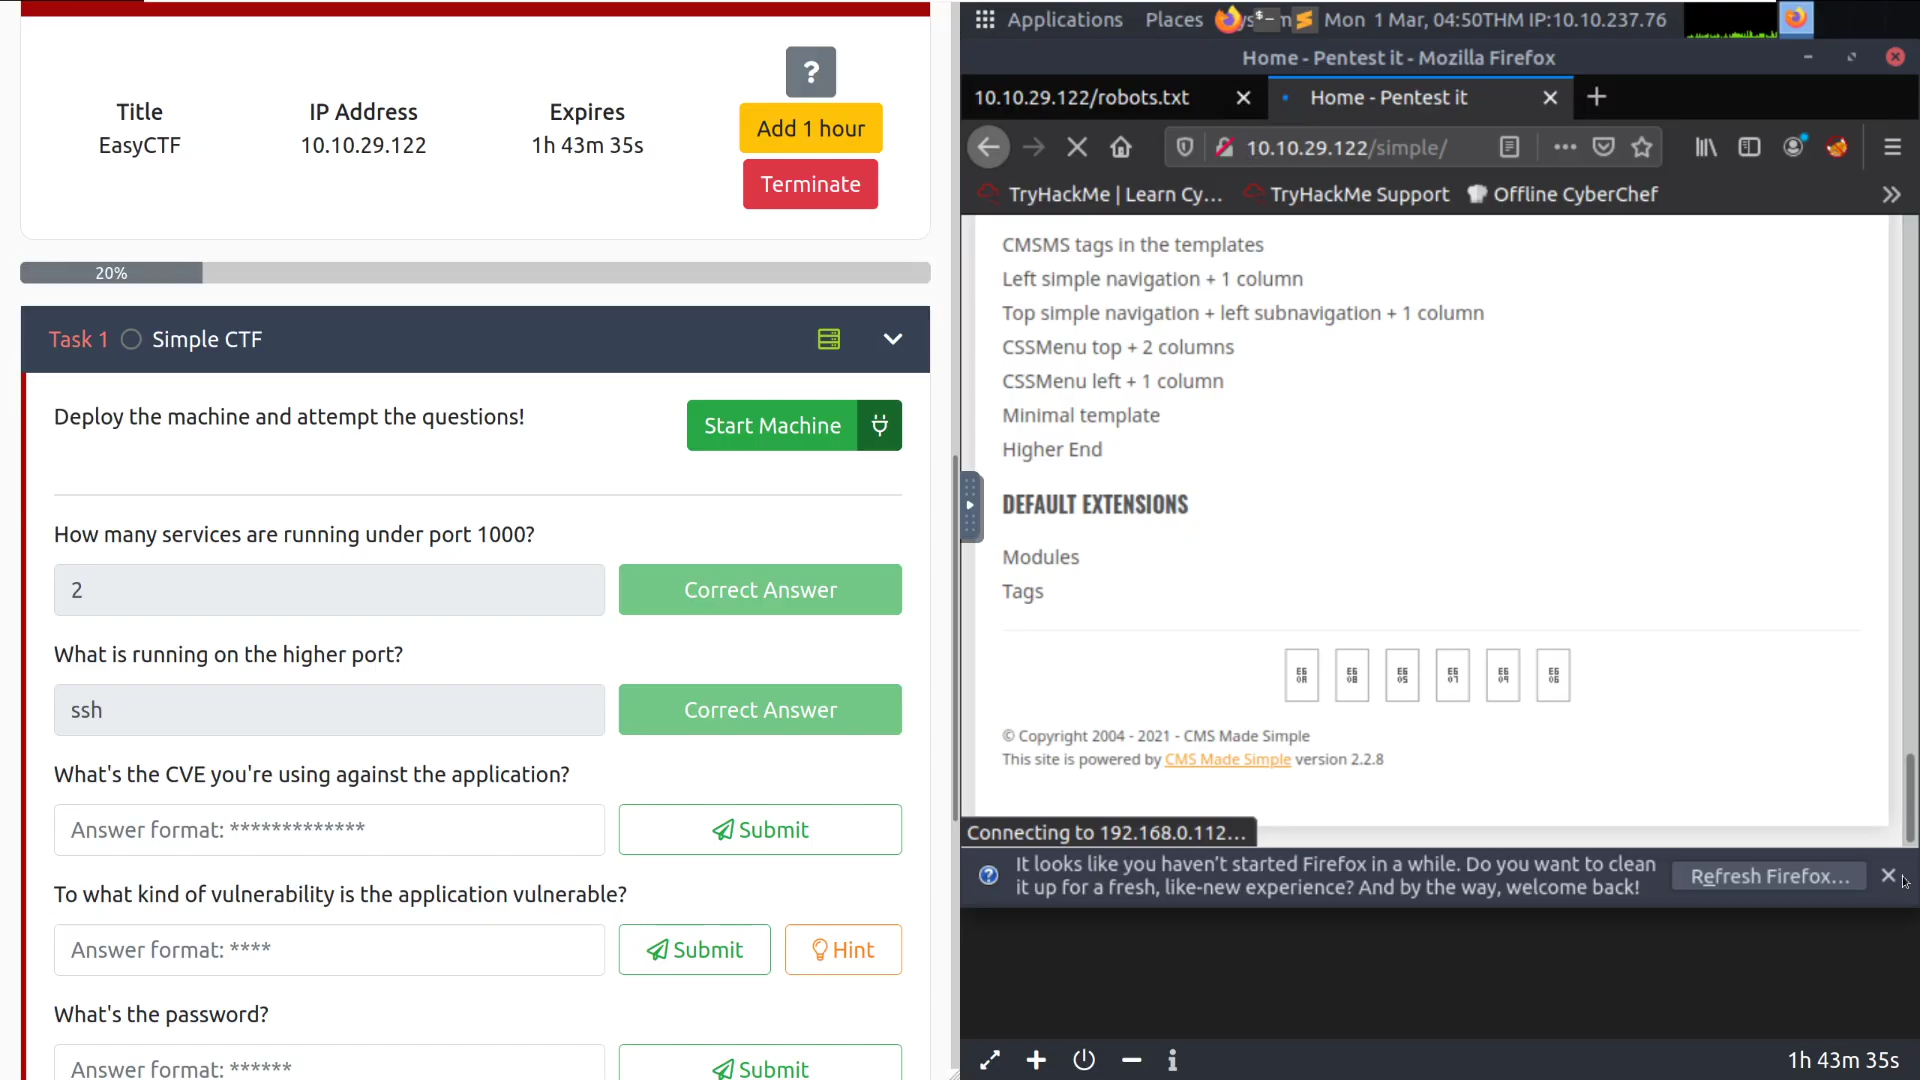 Title
EasyCTF
IP Address
10.10.29.122
Expires
1h 43m 35s
?
Add 1 hour
Terminate
20%
Task 1 Simple CTF
Deploy the machine and attempt the questions!
Start Machine
How many services are running under port 1000?
2
Correct Answer
What is running on the higher port?
ssh
Correct Answer
What's the CVE you're using against the application?
Answer format: *************
Submit
To what kind of vulnerability is the application vulnerable?
Answer format: ****
Submit
Hint
What's the password?
Answer format: ******
Submit
Applications Places Mon 1 Mar, 04:50 THM IP:10.10.237.76
Home - Pentest it - Mozilla Firefox
10.10.29.122/robots.txt
Home - Pentest it
10.10.29.122/simple/
TryHackMe | Learn Cy...
TryHackMe Support
Offline CyberChef
CMSMS tags in the templates
Left simple navigation + 1 column
Top simple navigation + left subnavigation + 1 column
CSSMenu top + 2 columns
CSSMenu left + 1 column
Minimal template
Higher End
DEFAULT EXTENSIONS
Modules
Tags
© Copyright 2004 - 2021 - CMS Made Simple
This site is powered by CMS Made Simple version 2.2.8
Connecting to 192.168.0.112...
It looks like you haven't started Firefox in a while. Do you want to clean
it up for a fresh, like-new experience? And by the way, welcome back!
Refresh Firefox...
1h 43m 35s